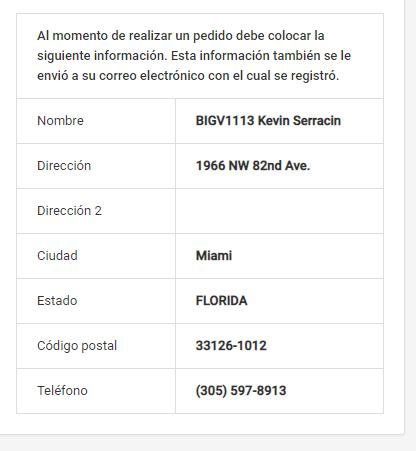 Al momento de realizar un pedido debe colocar la
siguiente información. Esta información también se le
envió a su correo electrónico con el cual se registró.
Nombre BIGV1113 Kevin Serracin
Dirección 1966 NW 82nd Ave.
Dirección 2
Ciudad Miami
Estado FLORIDA
Código postal 33126-1012
Teléfono (305) 597-8913